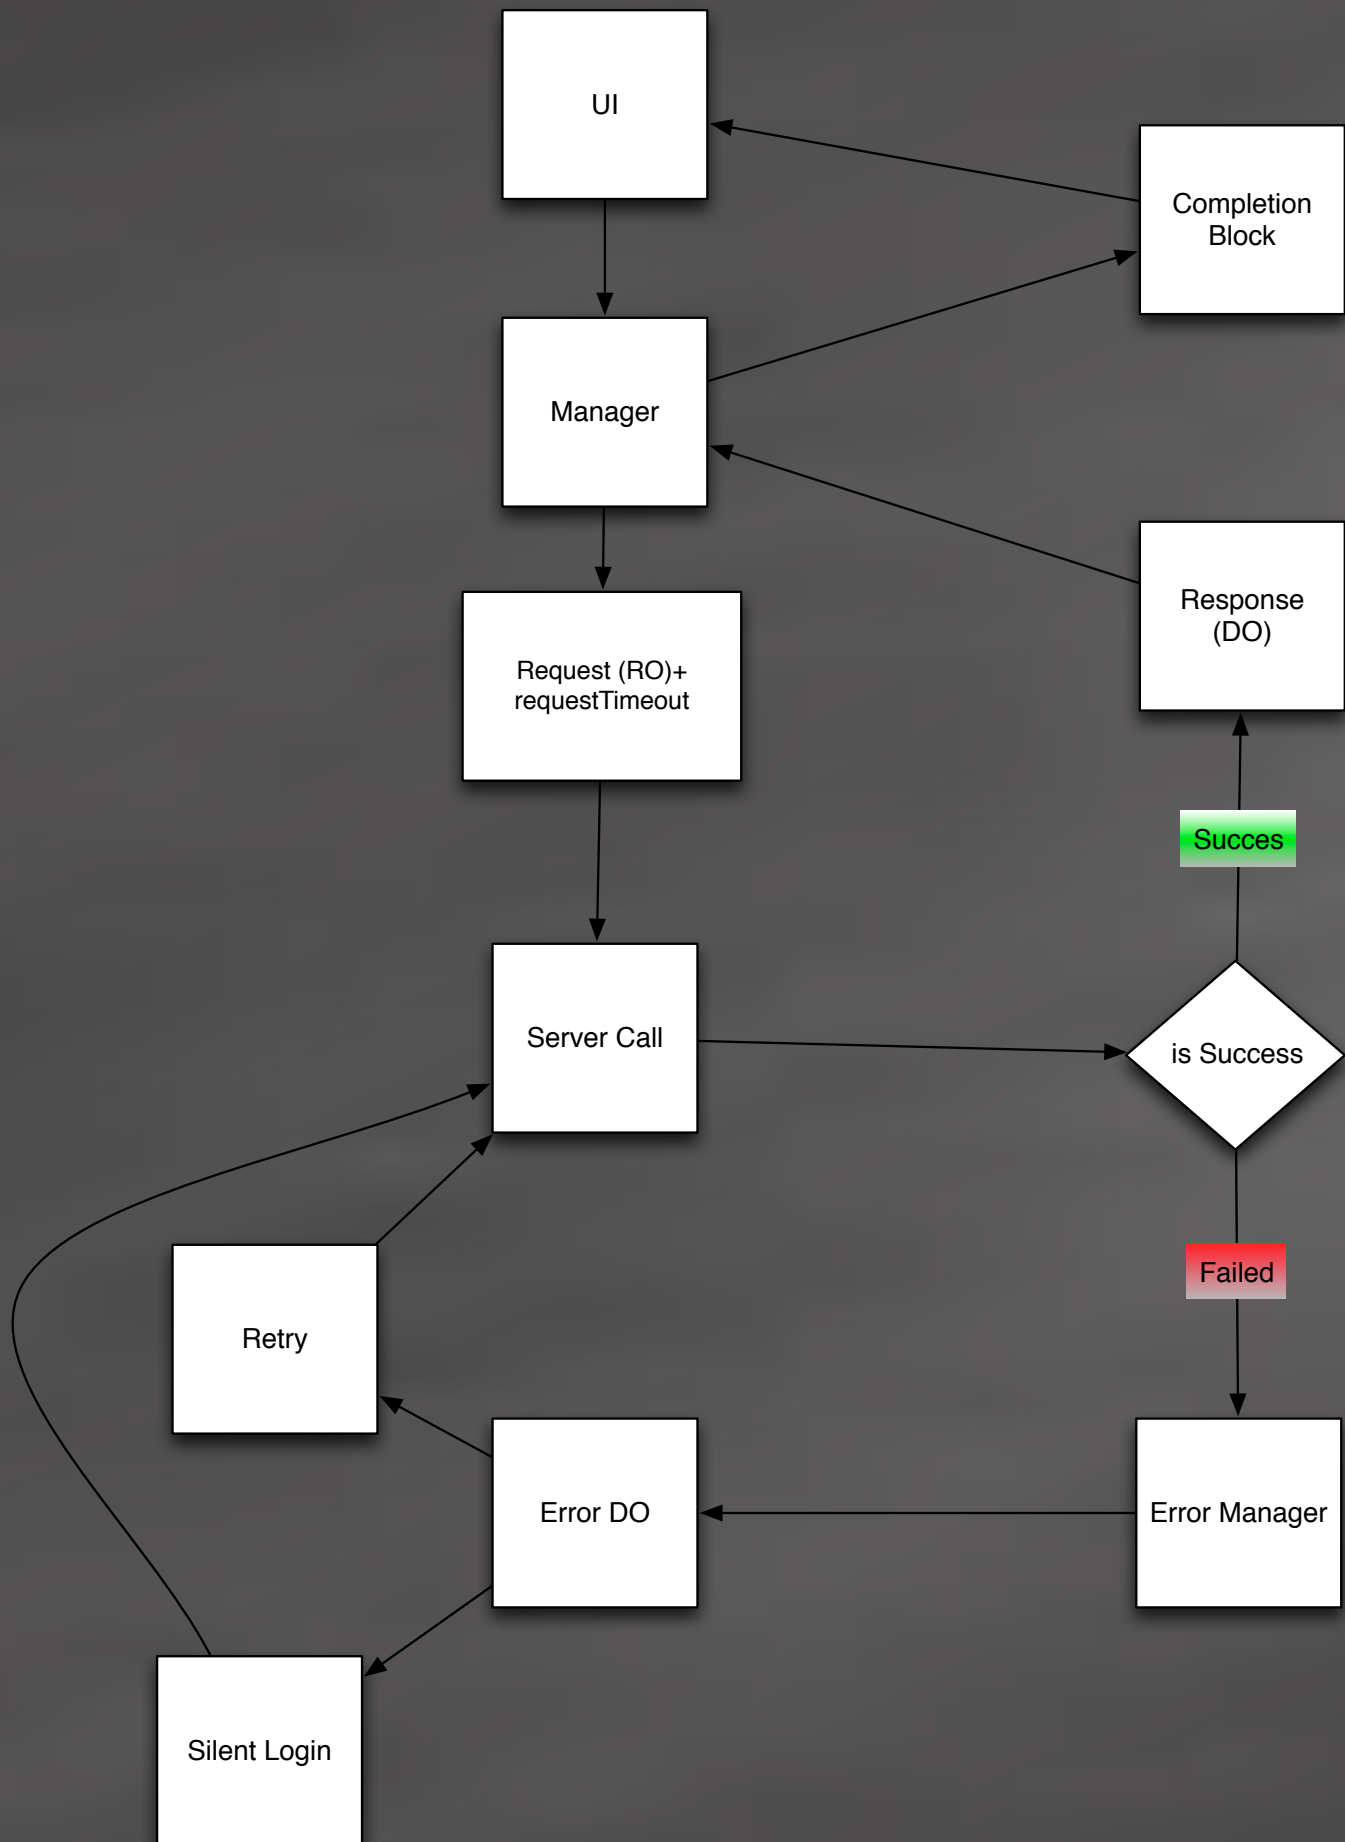 UI
Completion
Block
Manager
Response
(DO)
Request (RO)+
requestTimeout
Succes
Server Call
is Success
Failed
Retry
Error DO
Error Manager
Silent Login